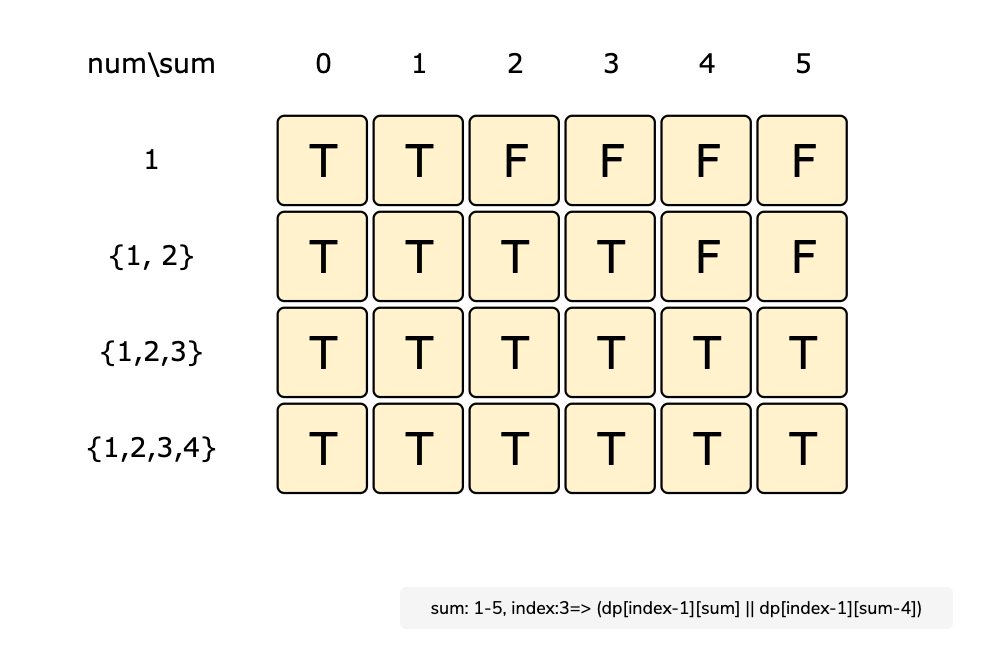 num\sum 0 1 2 3 4 5
1 T T F F F F
{1, 2} T T T T F F
{1,2,3} T T T T T T
{1,2,3,4} T T T T T T
sum: 1-5, index:3=> (dp[index-1][sum] || dp[index-1][sum-4])